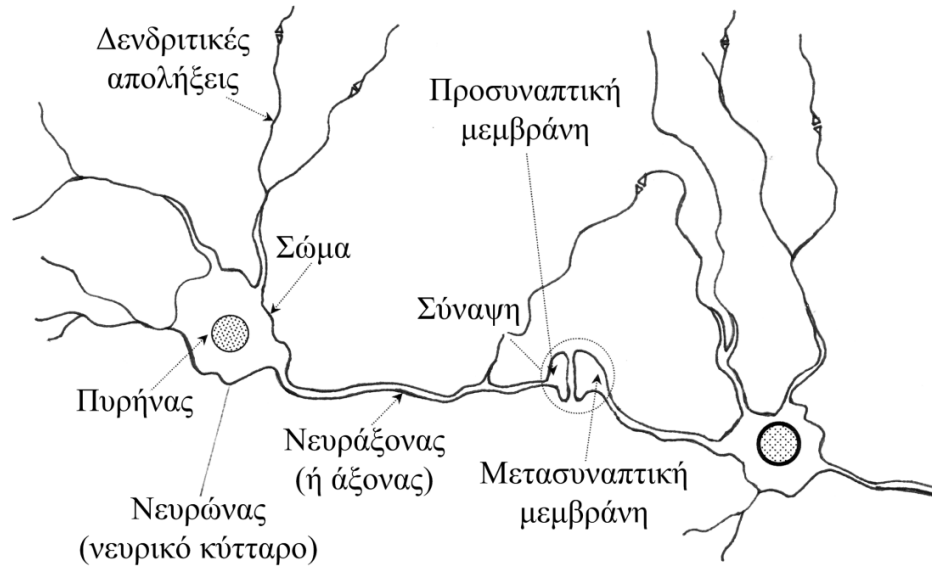 Δενδριτικές
απολήξεις
Προσυναπτική
μεμβράνη
Σώμα
Σύναψη
Πυρήνας
Νευράξονας
(ή άξονας)
Μετασυναπτική
μεμβράνη
Νευρώνας
(νευρικό κύτταρο)